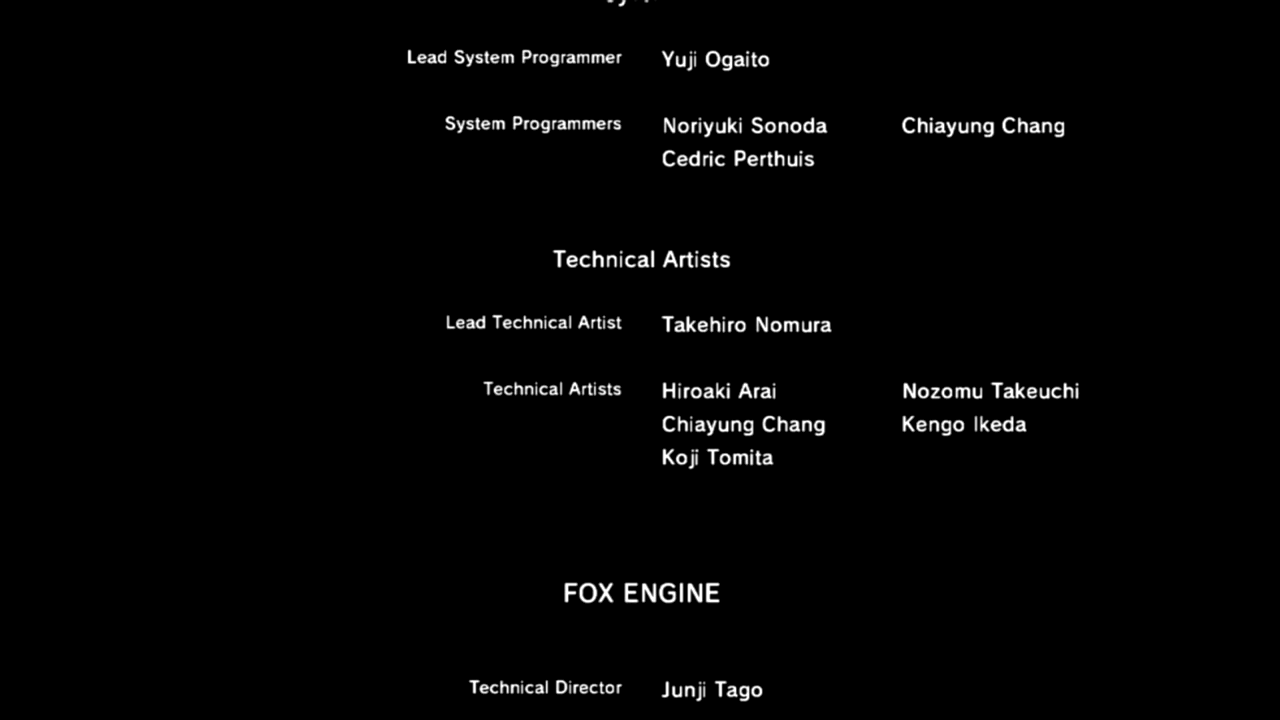 Lead System Programmer Yuji Ogaito
System Programmers Noriyuki Sonoda Chiayung Chang
Cedric Perthuis
Technical Artists
Lead Technical Artist Takehiro Nomura
Technical Artists Hiroaki Arai Nozomu Takeuchi
Chiayung Chang Kengo Ikeda
Koji Tomita
FOX ENGINE
Technical Director Junji Tago